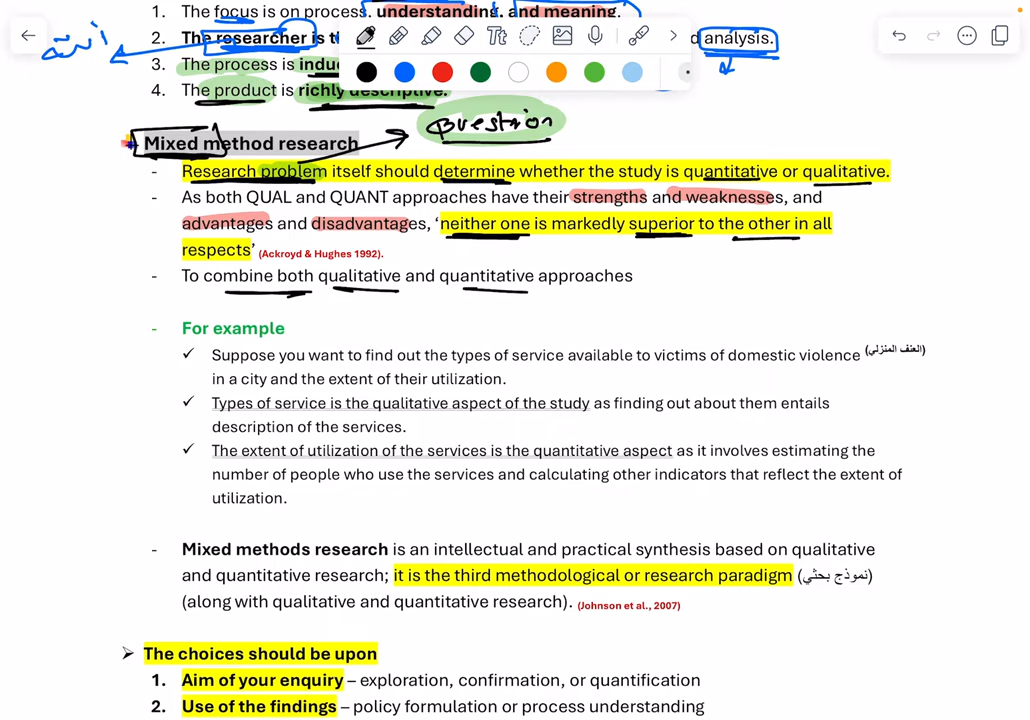 1. The focus is on process, understanding, and meaning.
2. The researcher is t
d analysis.
3. The process is induc
4. The product is richly descriptive.
question
Mixed method research
- Research problem itself should determine whether the study is quantitative or qualitative.
- As both QUAL and QUANT approaches have their strengths and weaknesses, and
advantages and disadvantages, ‘neither one is markedly superior to the other in all
respects’ (Ackroyd & Hughes 1992).
- To combine both qualitative and quantitative approaches
- For example
✓ Suppose you want to find out the types of service available to victims of domestic violence (العنف المنزلي)
in a city and the extent of their utilization.
✓ Types of service is the qualitative aspect of the study as finding out about them entails
description of the services.
✓ The extent of utilization of the services is the quantitative aspect as it involves estimating the
number of people who use the services and calculating other indicators that reflect the extent of
utilization.
- Mixed methods research is an intellectual and practical synthesis based on qualitative
and quantitative research; it is the third methodological or research paradigm (نموذج بحثي)
(along with qualitative and quantitative research). (Johnson et al., 2007)
➢ The choices should be upon
1. Aim of your enquiry – exploration, confirmation, or quantification
2. Use of the findings – policy formulation or process understanding